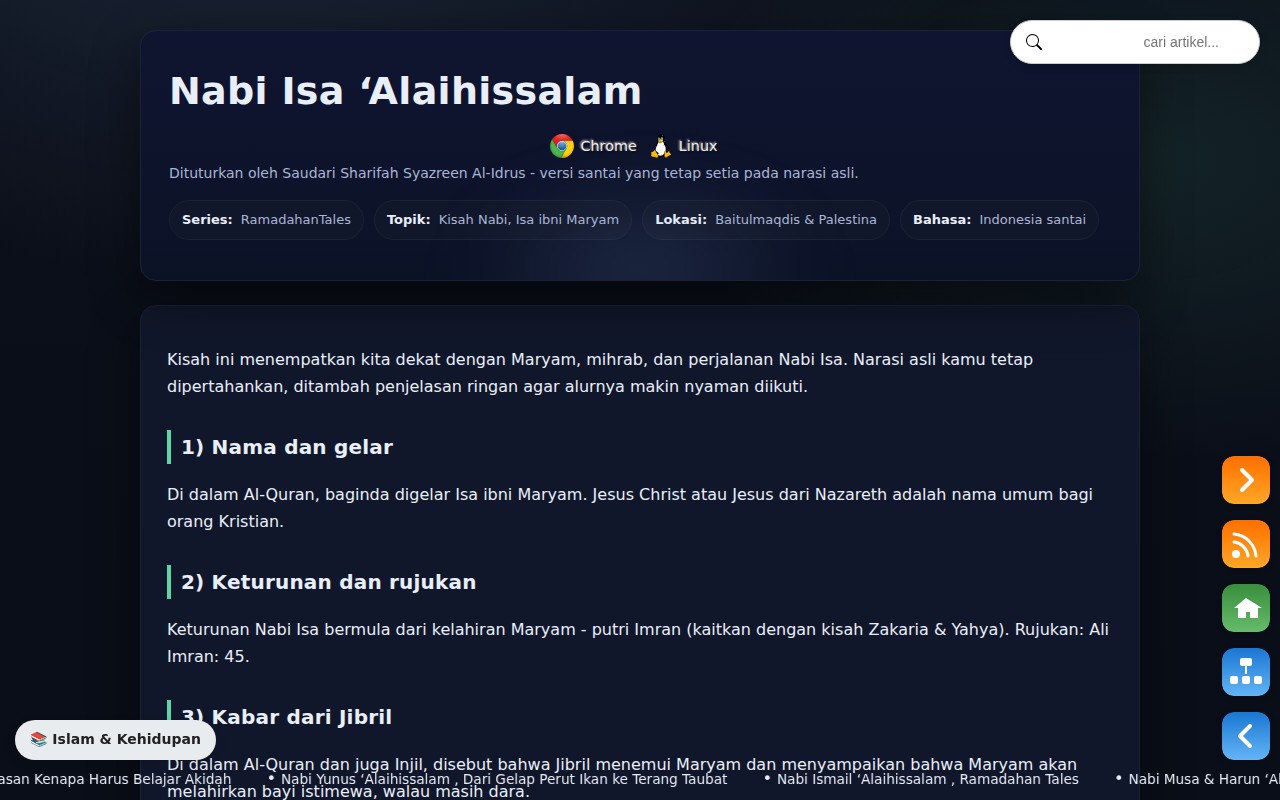 cari artikel...
Nabi Isa ‘Alaihissalam
Chrome Linux
Dituturkan oleh Saudari Sharifah Syazreen Al-Idrus - versi santai yang tetap setia pada narasi asli.
Series: RamadahanTales Topik: Kisah Nabi, Isa ibni Maryam Lokasi: Baitulmaqdis & Palestina Bahasa: Indonesia santai
Kisah ini menempatkan kita dekat dengan Maryam, mihrab, dan perjalanan Nabi Isa. Narasi asli kamu tetap
dipertahankan, ditambah penjelasan ringan agar alurnya makin nyaman diikuti.
1) Nama dan gelar
Di dalam Al-Quran, baginda digelar Isa ibni Maryam. Jesus Christ atau Jesus dari Nazareth adalah nama umum bagi
orang Kristian.
2) Keturunan dan rujukan
Keturunan Nabi Isa bermula dari kelahiran Maryam - putri Imran (kaitkan dengan kisah Zakaria & Yahya). Rujukan: Ali
Imran: 45.
3) Kabar dari Jibril
📚 Islam & Kehidupan
Di dalam Al-Quran dan juga Injil, disebut bahwa Jibril menemui Maryam dan menyampaikan bahwa Maryam akan
asan Kenapa Harus Belajar Akidah • Nabi Yunus ‘Alaihissalam , Dari Gelap Perut Ikan ke Terang Taubat • Nabi Ismail ‘Alaihissalam , Ramadahan Tales • Nabi Musa & Harun ‘Al
melahirkan bayi istimewa, walau masih dara.